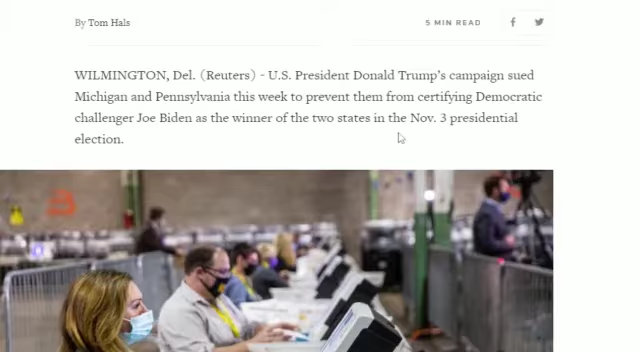 By Tom Hals
5 MIN READ
WILMINGTON, Del. (Reuters) - U.S. President Donald Trump’s campaign sued
Michigan and Pennsylvania this week to prevent them from certifying Democratic
challenger Joe Biden as the winner of the two states in the Nov. 3 presidential
election.